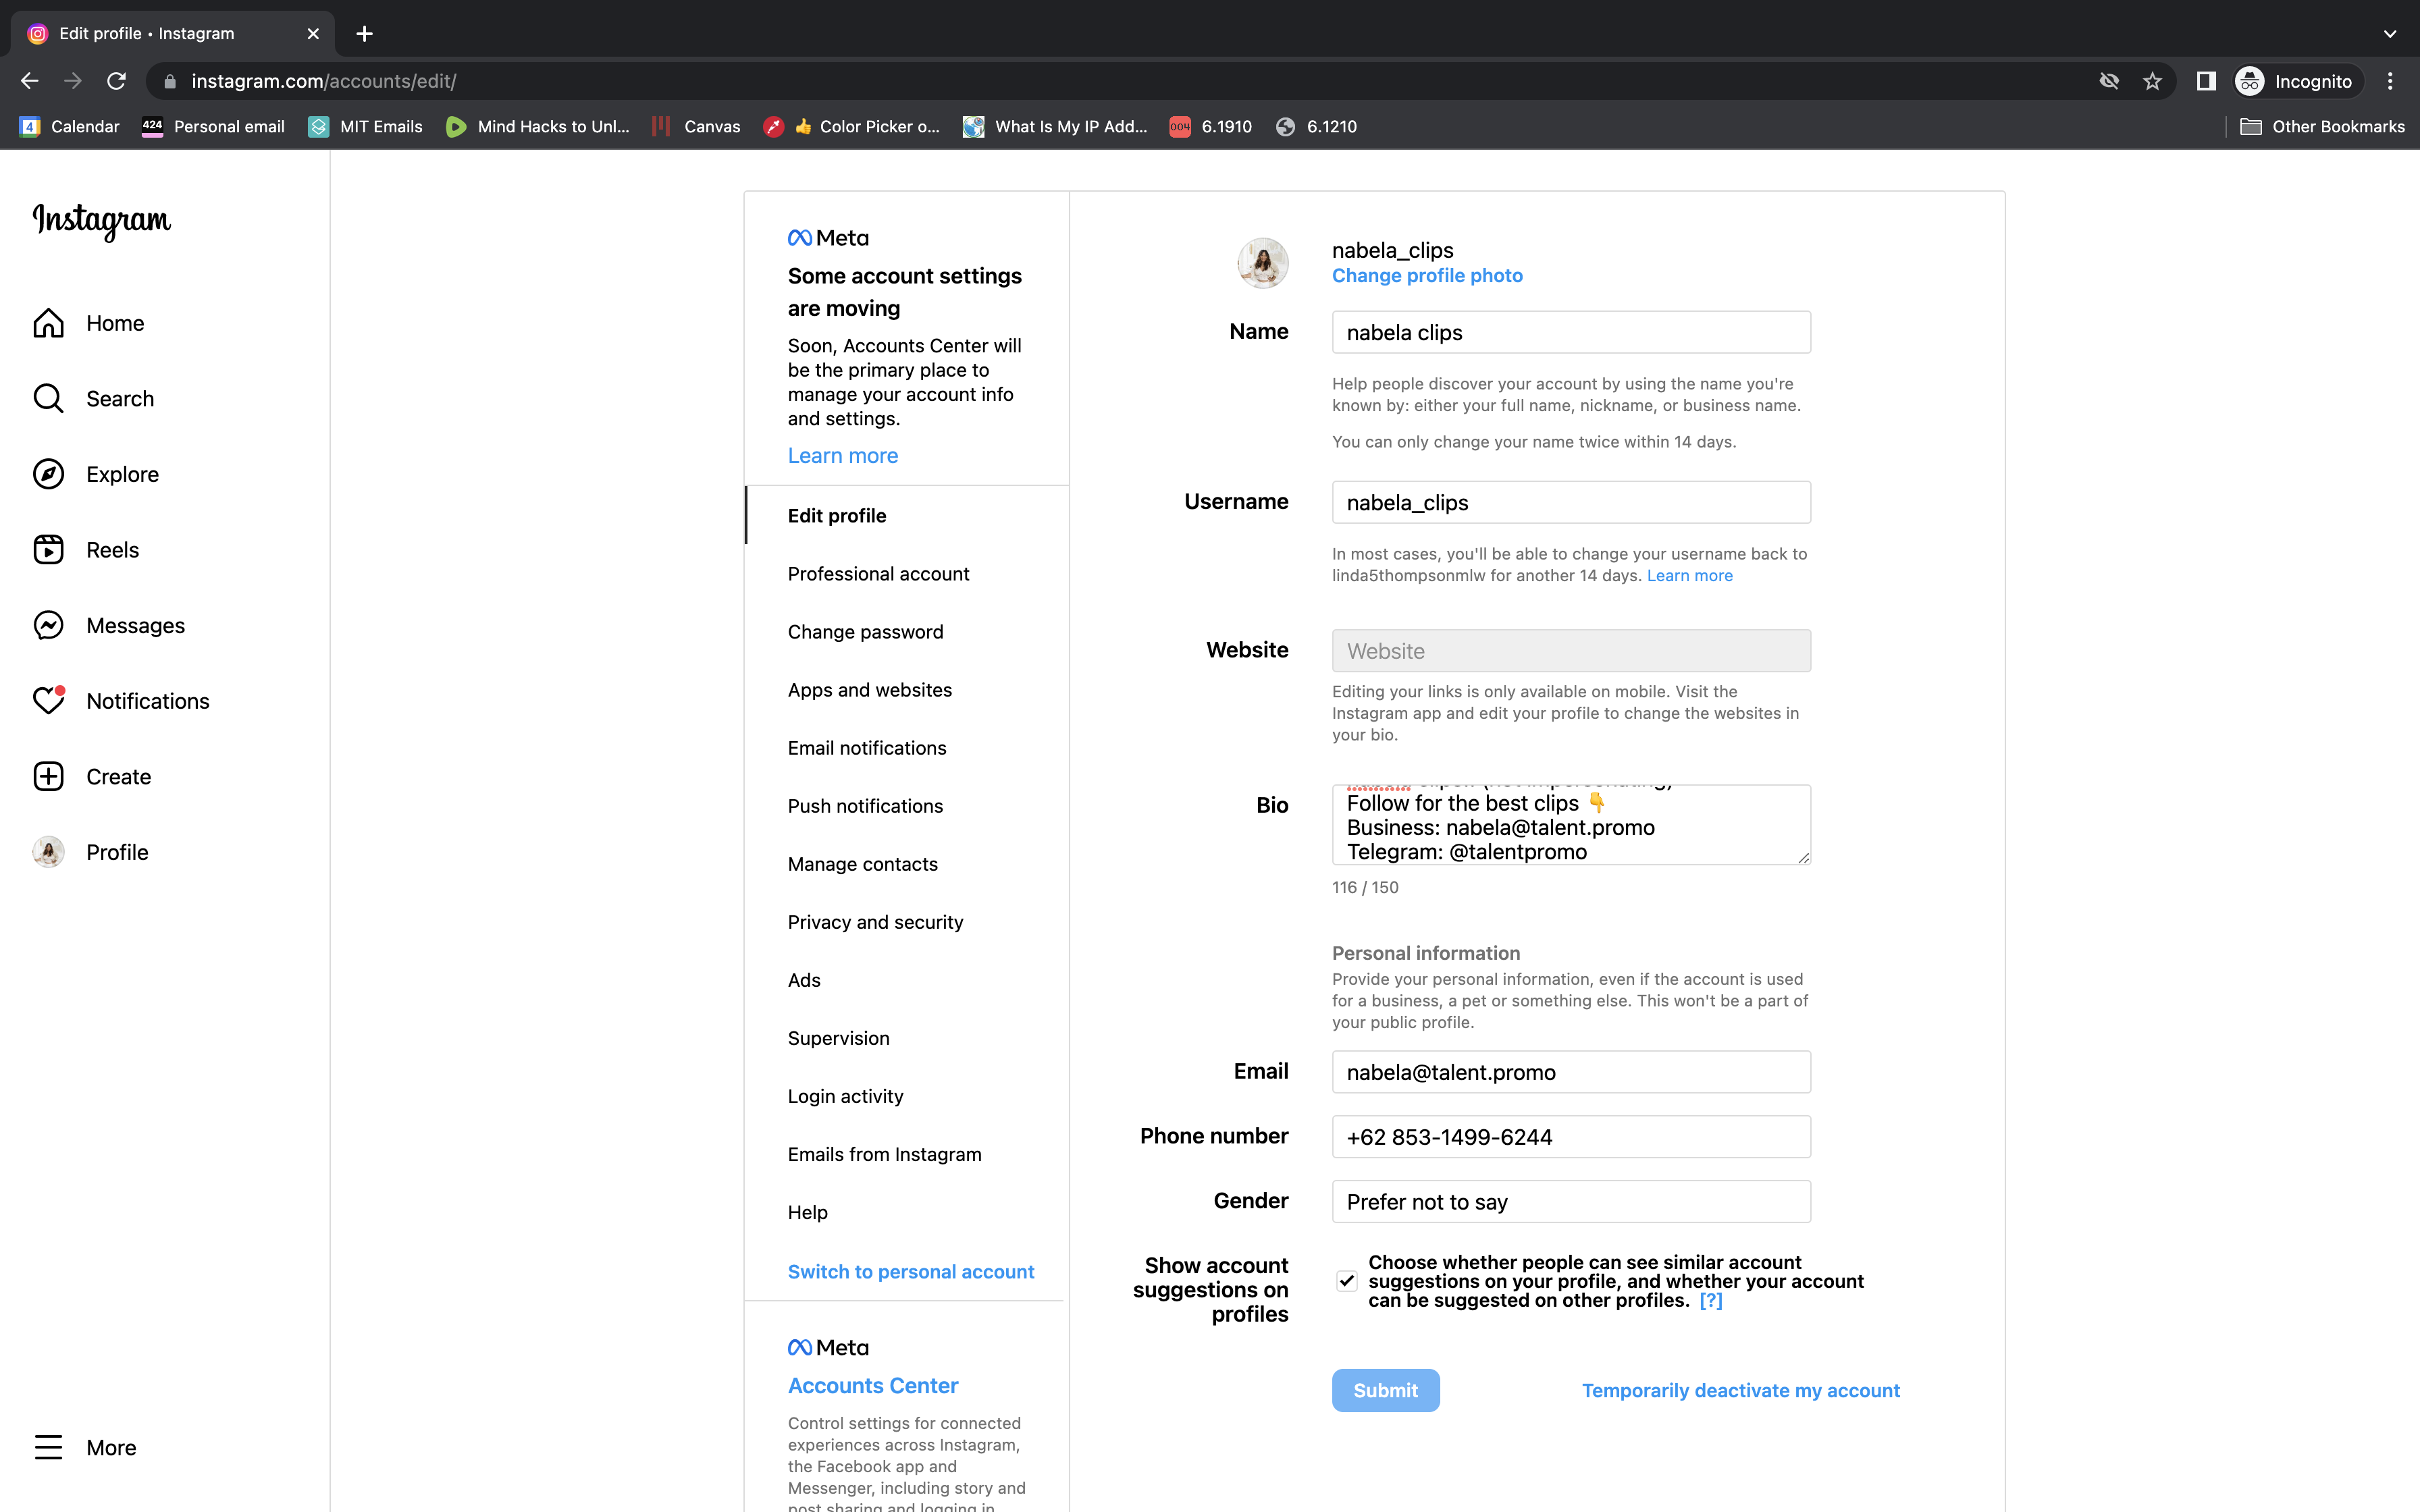 Edit profile • Instagram
instagram.com/accounts/edit/
Incognito
Calendar
424
Personal email
MIT Emails
Mind Hacks to Unl...
Canvas
👍 Color Picker o...
What Is My IP Add...
004
6.1910
6.1210
Other Bookmarks
Instagram
Home
Search
Explore
Reels
Messages
Notifications
Create
Profile
More
Meta
Some account settings
are moving
Soon, Accounts Center will
be the primary place to
manage your account info
and settings.
Learn more
Edit profile
Professional account
Change password
Apps and websites
Email notifications
Push notifications
Manage contacts
Privacy and security
Ads
Supervision
Login activity
Emails from Instagram
Help
Switch to personal account
Meta
Accounts Center
Control settings for connected
experiences across Instagram,
the Facebook app and
Messenger, including story and
post sharing and logging in.
nabela_clips
Change profile photo
Name
nabela clips
Help people discover your account by using the name you're
known by: either your full name, nickname, or business name.
You can only change your name twice within 14 days.
Username
nabela_clips
In most cases, you'll be able to change your username back to
linda5thompsonmlw for another 14 days. Learn more
Website
Website
Editing your links is only available on mobile. Visit the
Instagram app and edit your profile to change the websites in
your bio.
Bio
Follow for the best clips 👇
Business: nabela@talent.promo
Telegram: @talentpromo
116 / 150
Personal information
Provide your personal information, even if the account is used
for a business, a pet or something else. This won't be a part of
your public profile.
Email
nabela@talent.promo
Phone number
+62 853-1499-6244
Gender
Prefer not to say
Show account
suggestions on
profiles
Choose whether people can see similar account
suggestions on your profile, and whether your account
can be suggested on other profiles. [?]
Submit
Temporarily deactivate my account